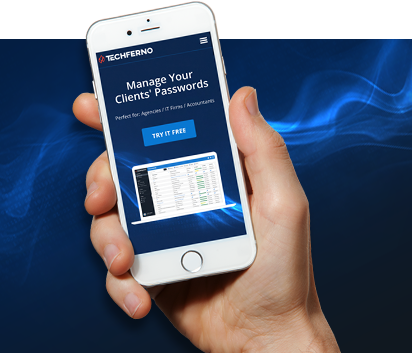 TECHFERNO
Manage Your
Clients' Passwords
Perfect for: Agencies / IT Firms / Accountants
TRY IT FREE